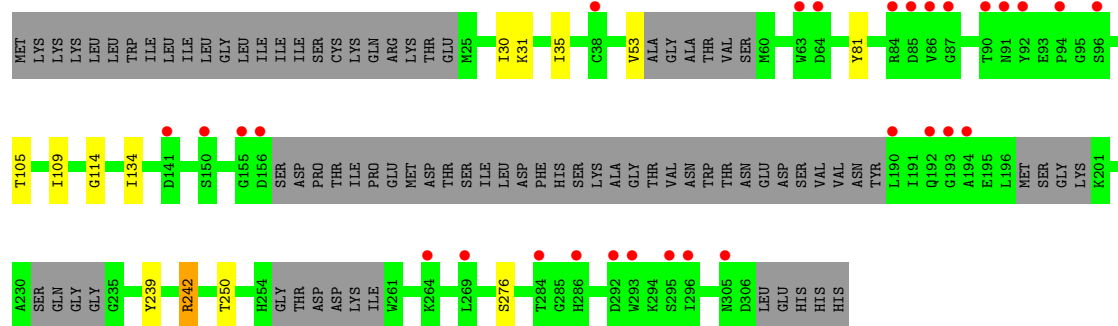 MET LYS LYS LYS LEU LEU TRP ILE LEU ILE LEU GLY LEU ILE ILE ILE SER CYS LYS GLN ARG LYS THR GLU M25 I30 K31 I35 C38 V53 ALA GLY ALA THR VAL SER M60 W63 D64 Y81 R84 D85 V86 G87 T90 N91 Y92 E93 P94 G95 S96
T105 I109 G114 I134 D141 S150 G155 D156 SER ASP PRO THR ILE PRO GLU MET ASP THR SER ILE LEU ASP PHE HIS SER LYS ALA GLY THR VAL ASN TRP THR ASN GLU ASP SER VAL VAL ASN TYR L190 I191 Q192 G193 A194 E195 L196 MET SER GLY LYS K201
A230 SER GLN GLY GLY G235 Y239 R242 T250 H254 GLY THR ASP ASP LYS ILE W261 K264 L269 S276 T284 G285 H286 D292 W293 K294 S295 I296 N305 D306 LEU GLU HIS HIS HIS